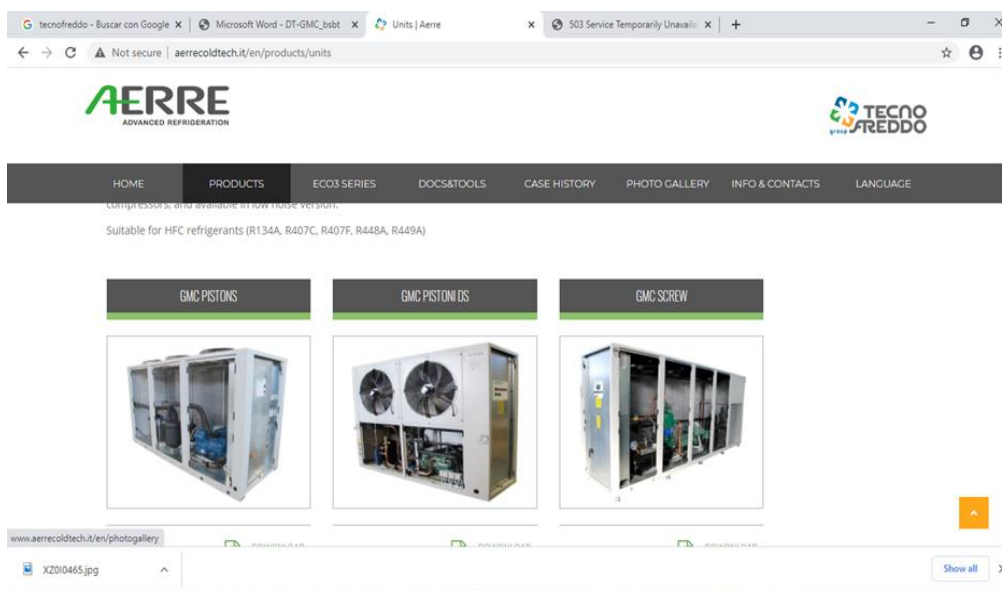 tecnofreddo - Buscar con Google
Microsoft Word - DT-GMC_bsbt
Units | Aerre
503 Service Temporarily Unavaila
Not secure | aerrecoldtech.it/en/products/units
AERRE
ADVANCED REFRIGERATION
TECNO
group FREDDO
HOME PRODUCTS ECO3 SERIES DOCS&TOOLS CASE HISTORY PHOTO GALLERY INFO & CONTACTS LANGUAGE
compressors, and available in low noise version.
Suitable for HFC refrigerants (R134A, R407C, R407F, R448A, R449A)
GMC PISTONS GMC PISTONI DS GMC SCREW
DOWNLOAD DOWNLOAD DOWNLOAD
www.aerrecoldtech.it/en/photogallery
XZ0I0465.jpg
Show all